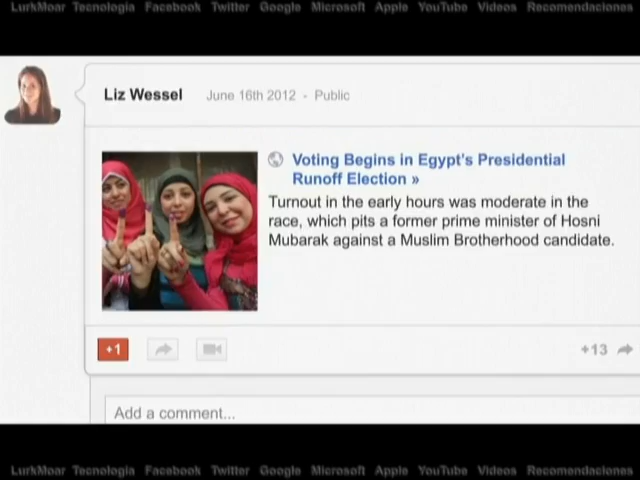 LurkMoar Tecnologia Facebook Twitter Google Microsoft Apple YouTube Videos Recomendaciones
Liz Wessel June 16th 2012 - Public
Voting Begins in Egypt's Presidential
Runoff Election »
Turnout in the early hours was moderate in the
race, which pits a former prime minister of Hosni
Mubarak against a Muslim Brotherhood candidate.
+1
+13
Add a comment...
LurkMoar Tecnologia Facebook Twitter Google Microsoft Apple YouTube Videos Recomendaciones